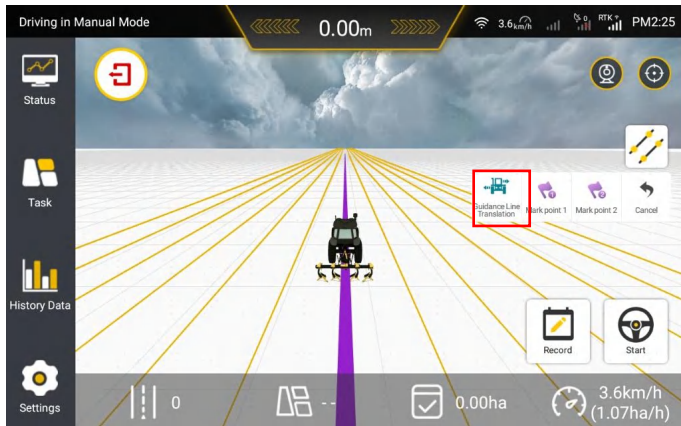 Driving in Manual Mode
0.00m
3.6km/h
0
RTK
PM2:25
Status
Task
History Data
Settings
Guidance Line
Translation
Mark point 1
Mark point 2
Cancel
Record
Start
0
--
0.00ha
3.6km/h
(1.07ha/h)